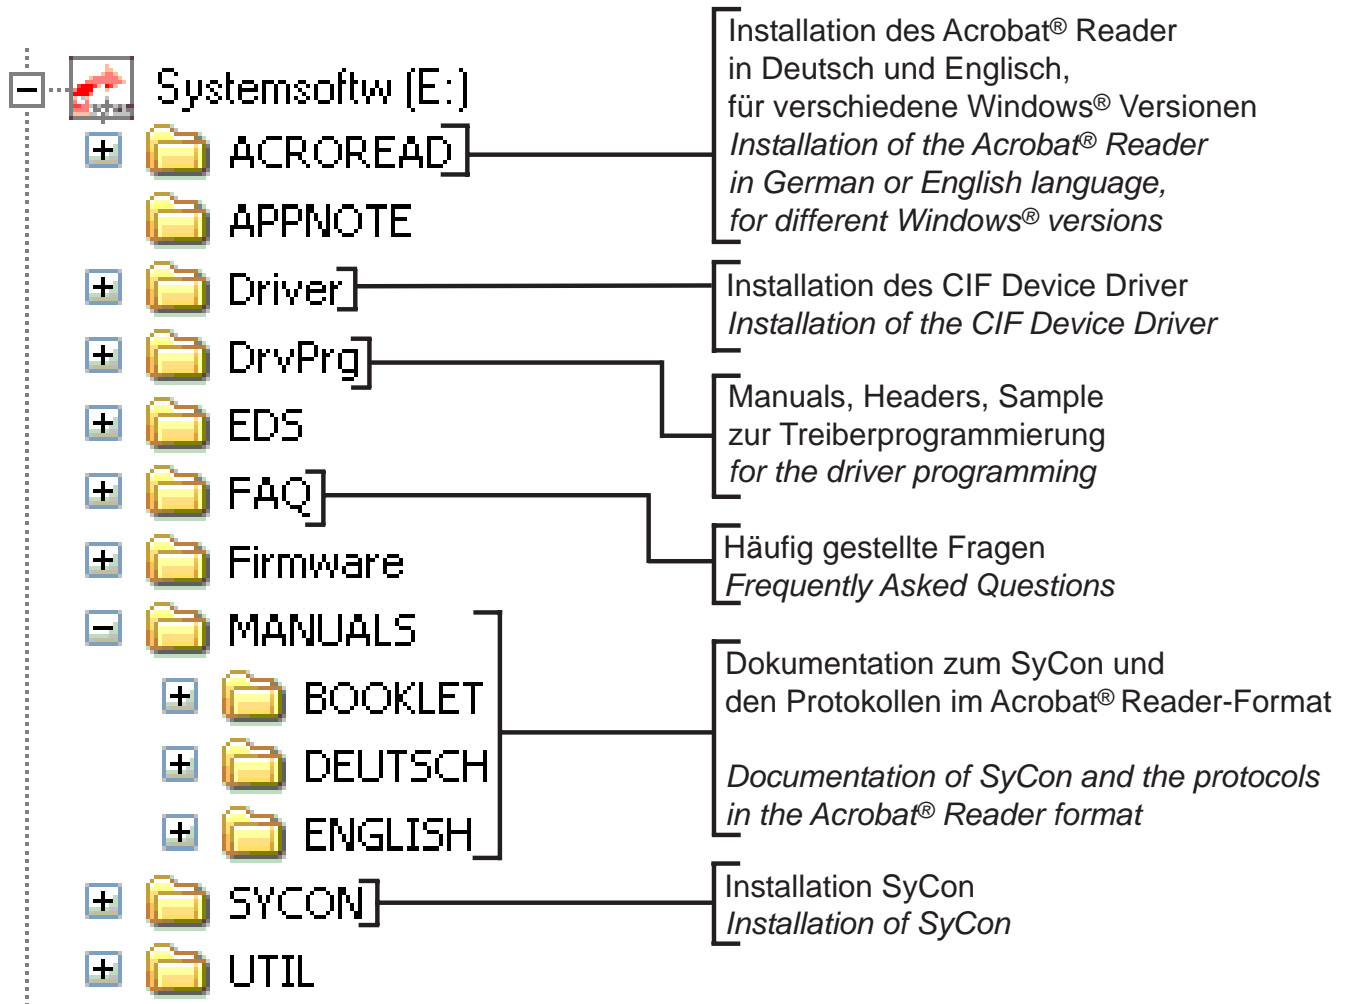 Systemsoftw (E:)
ACROREAD
APPNOTE
Driver
DrvPrg
EDS
FAQ
Firmware
MANUALS
BOOKLET
DEUTSCH
ENGLISH
SYCON
UTIL
Installation des Acrobat® Reader
in Deutsch und Englisch,
für verschiedene Windows® Versionen
Installation of the Acrobat® Reader
in German or English language,
for different Windows® versions
Installation des CIF Device Driver
Installation of the CIF Device Driver
Manuals, Headers, Sample
zur Treiberprogrammierung
for the driver programming
Häufig gestellte Fragen
Frequently Asked Questions
Dokumentation zum SyCon und
den Protokollen im Acrobat® Reader-Format
Documentation of SyCon and the protocols
in the Acrobat® Reader format
Installation SyCon
Installation of SyCon